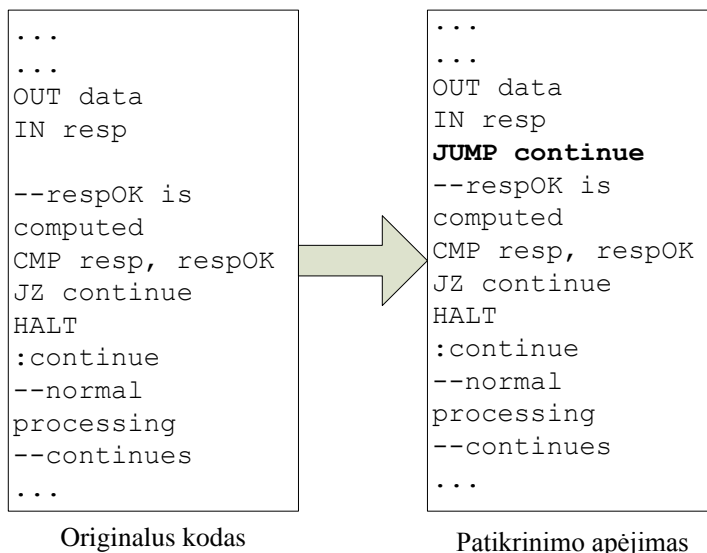 ...
...
OUT data
IN resp
--respOK is
computed
CMP resp, respOK
JZ continue
HALT
:continue
--normal
processing
--continues
...
Originalus kodas
...
...
OUT data
IN resp
JUMP continue
--respOK is
computed
CMP resp, respOK
JZ continue
HALT
:continue
--normal
processing
--continues
...
Patikrinimo apėjimas